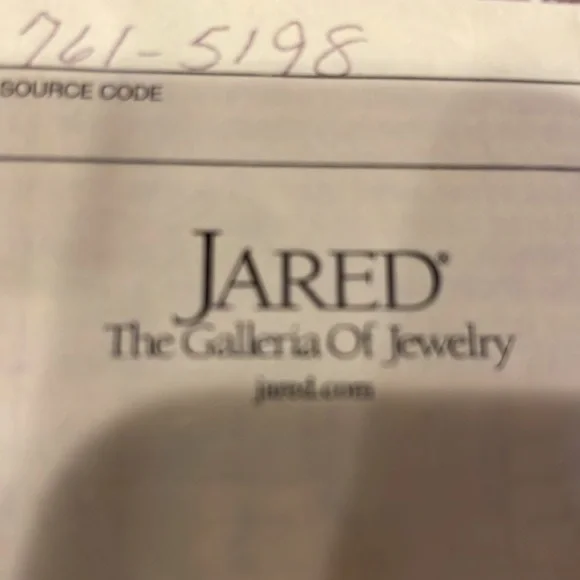 761-5198
SOURCE CODE
JARED®
The Galleria Of Jewelry
jared.com